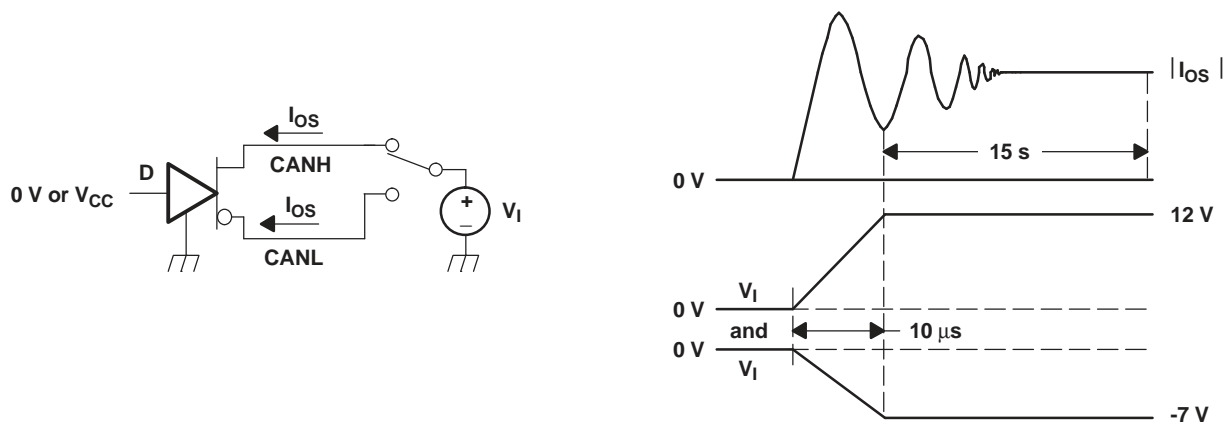 I_OS
CANH
D
0 V or V_CC
I_OS
CANL
+
–
V_I
|I_OS|
15 s
0 V
12 V
V_I
0 V
and
10 μs
0 V
V_I
-7 V